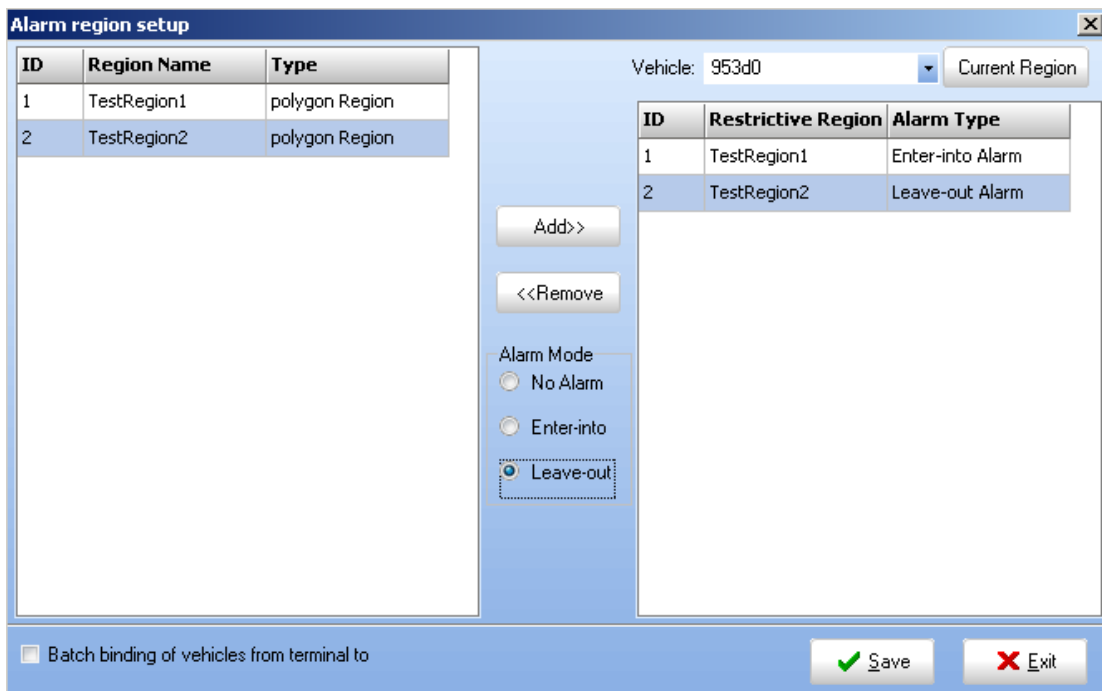 Alarm region setup
ID Region Name Type
1 TestRegion1 polygon Region
2 TestRegion2 polygon Region
Add>>
<<Remove
Alarm Mode
No Alarm
Enter-into
Leave-out
Vehicle: 953d0 Current Region
ID Restrictive Region Alarm Type
1 TestRegion1 Enter-into Alarm
2 TestRegion2 Leave-out Alarm
Batch binding of vehicles from terminal to
Save Exit